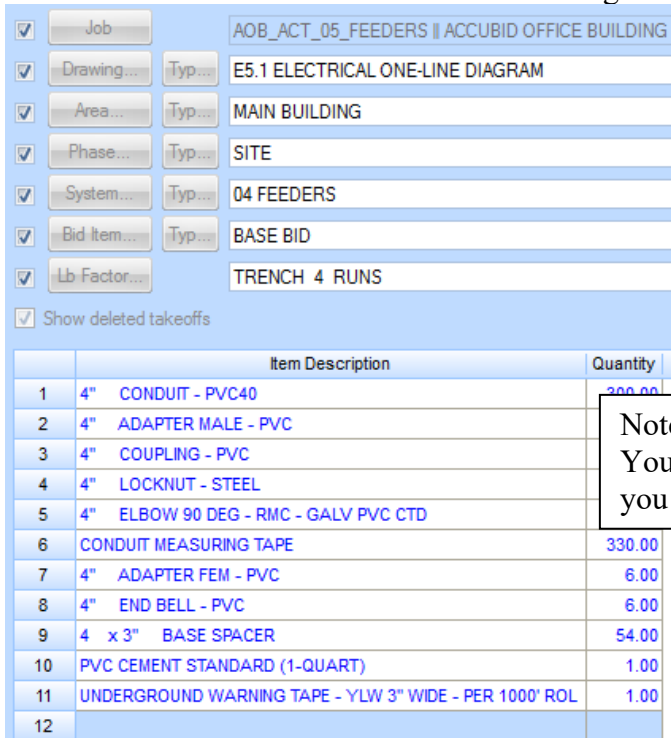 Job AOB_ACT_05_FEEDERS || ACCUBID OFFICE BUILDING
Drawing... Typ... E5.1 ELECTRICAL ONE-LINE DIAGRAM
Area... Typ... MAIN BUILDING
Phase... Typ... SITE
System... Typ... 04 FEEDERS
Bid Item... Typ... BASE BID
Lb Factor... TRENCH 4 RUNS
Show deleted takeoffs
Item Description Quantity
1 4" CONDUIT - PVC40 300.00
2 4" ADAPTER MALE - PVC
3 4" COUPLING - PVC
4 4" LOCKNUT - STEEL
5 4" ELBOW 90 DEG - RMC - GALV PVC CTD
You
you
6 CONDUIT MEASURING TAPE 330.00
7 4" ADAPTER FEM - PVC 6.00
8 4" END BELL - PVC 6.00
9 4 x 3" BASE SPACER 54.00
10 PVC CEMENT STANDARD (1-QUART) 1.00
11 UNDERGROUND WARNING TAPE - YLW 3" WIDE - PER 1000' ROL 1.00
12